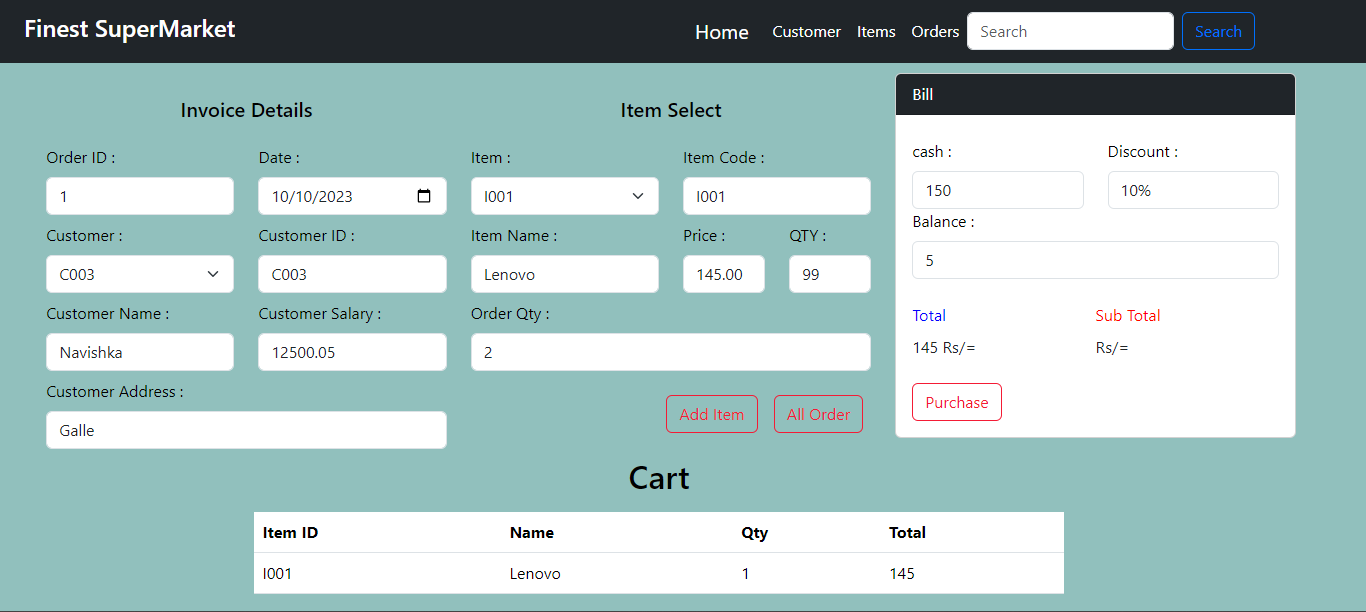 Finest SuperMarket
Home Customer Items Orders Search Search
Invoice Details
Order ID : Date :
1 10/10/2023
Customer : Customer ID :
C003 C003
Customer Name : Customer Salary :
Navishka 12500.05
Customer Address :
Galle
Item Select
Item : Item Code :
I001 I001
Item Name : Price : QTY :
Lenovo 145.00 99
Order Qty :
2
Add Item All Order
Bill
cash : Discount :
150 10%
Balance :
5
Total Sub Total
145 Rs/= Rs/=
Purchase
Cart
Item ID Name Qty Total
I001 Lenovo 1 145